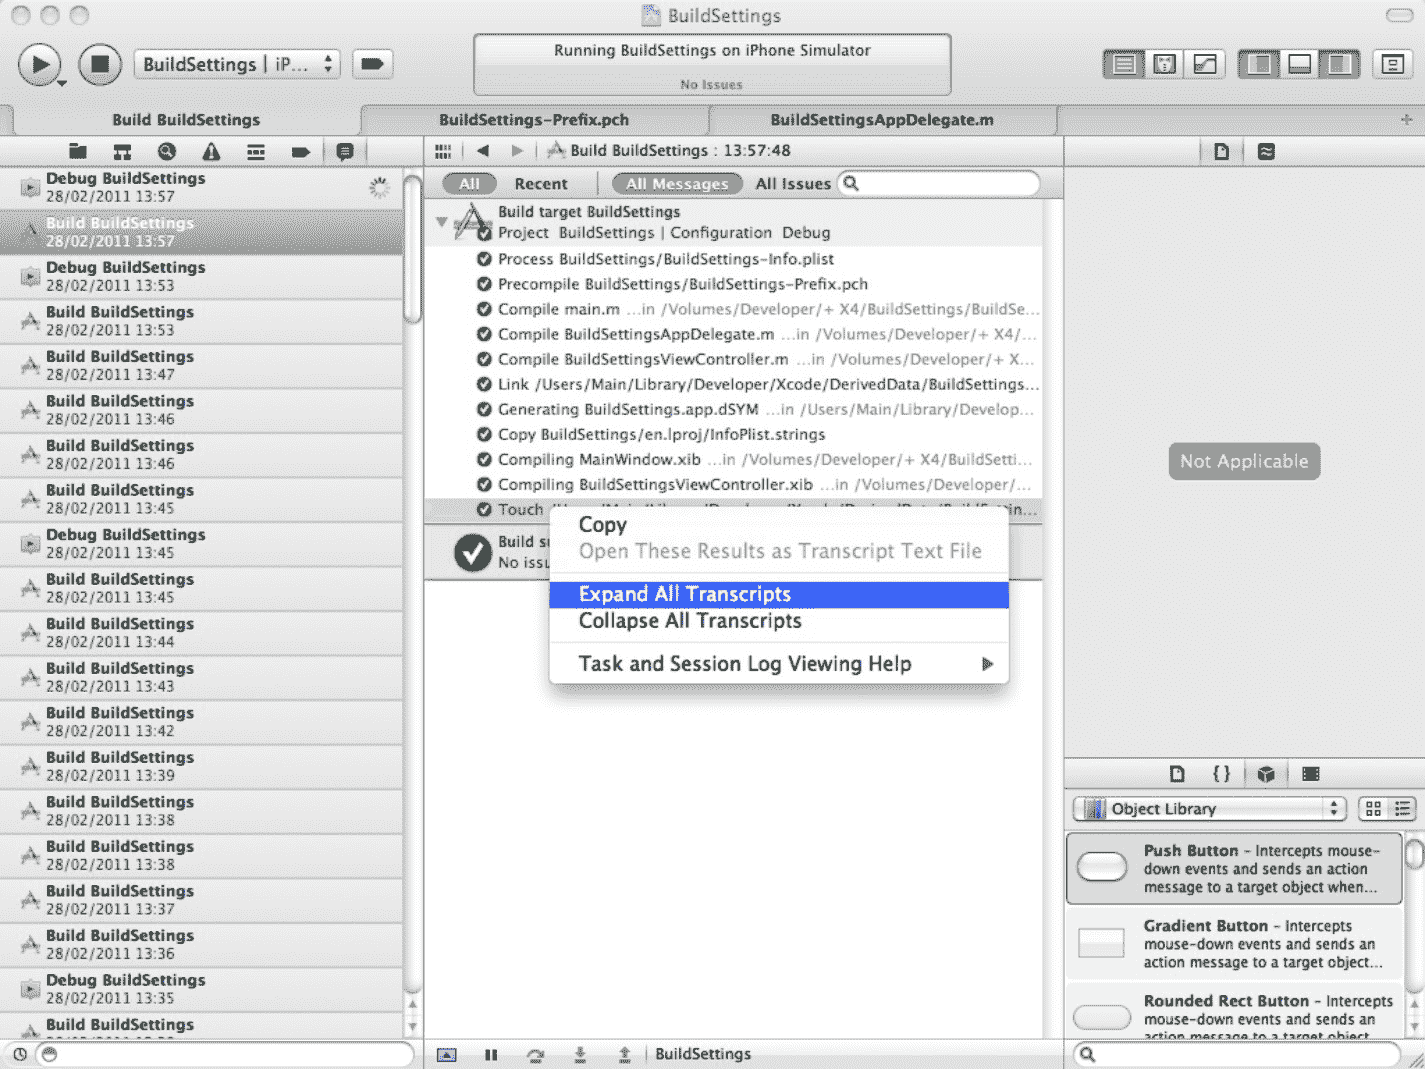 BuildSettings
BuildSettings | iP...
Running BuildSettings on iPhone Simulator
No Issues
Build BuildSettings
BuildSettings-Prefix.pch
BuildSettingsAppDelegate.m
Build BuildSettings : 13:57:48
Debug BuildSettings
28/02/2011 13:57
Build BuildSettings
28/02/2011 13:57
Debug BuildSettings
28/02/2011 13:53
Build BuildSettings
28/02/2011 13:53
Build BuildSettings
28/02/2011 13:47
Build BuildSettings
28/02/2011 13:46
Build BuildSettings
28/02/2011 13:46
Build BuildSettings
28/02/2011 13:45
Debug BuildSettings
28/02/2011 13:45
Build BuildSettings
28/02/2011 13:45
Build BuildSettings
28/02/2011 13:44
Build BuildSettings
28/02/2011 13:43
Build BuildSettings
28/02/2011 13:42
Build BuildSettings
28/02/2011 13:39
Build BuildSettings
28/02/2011 13:38
Build BuildSettings
28/02/2011 13:38
Build BuildSettings
28/02/2011 13:37
Build BuildSettings
28/02/2011 13:36
Debug BuildSettings
28/02/2011 13:35
Build BuildSettings
All Recent All Messages All Issues
Build target BuildSettings
Project BuildSettings | Configuration Debug
Process BuildSettings/BuildSettings-Info.plist
Precompile BuildSettings/BuildSettings-Prefix.pch
Compile main.m ...in /Volumes/Developer/+ X4/BuildSettings/BuildSe...
Compile BuildSettingsAppDelegate.m ...in /Volumes/Developer/+ X4/...
Compile BuildSettingsViewController.m ...in /Volumes/Developer/+ X...
Link /Users/Main/Library/Developer/Xcode/DerivedData/BuildSettings...
Generating BuildSettings.app.dSYM ...in /Users/Main/Library/Develop...
Copy BuildSettings/en.lproj/InfoPlist.strings
Compiling MainWindow.xib ...in /Volumes/Developer/+ X4/BuildSetti...
Compiling BuildSettingsViewController.xib ...in /Volumes/Developer/...
Touch
Build
No
Copy
Open These Results as Transcript Text File
Expand All Transcripts
Collapse All Transcripts
Task and Session Log Viewing Help
BuildSettings
Not Applicable
{}
Object Library
Push Button - Intercepts mouse-
down events and sends an action
message to a target object when...
Gradient Button - Intercepts
mouse-down events and sends an
action message to a target object...
Rounded Rect Button - Intercepts
mouse-down events and sends an
action message to a target object